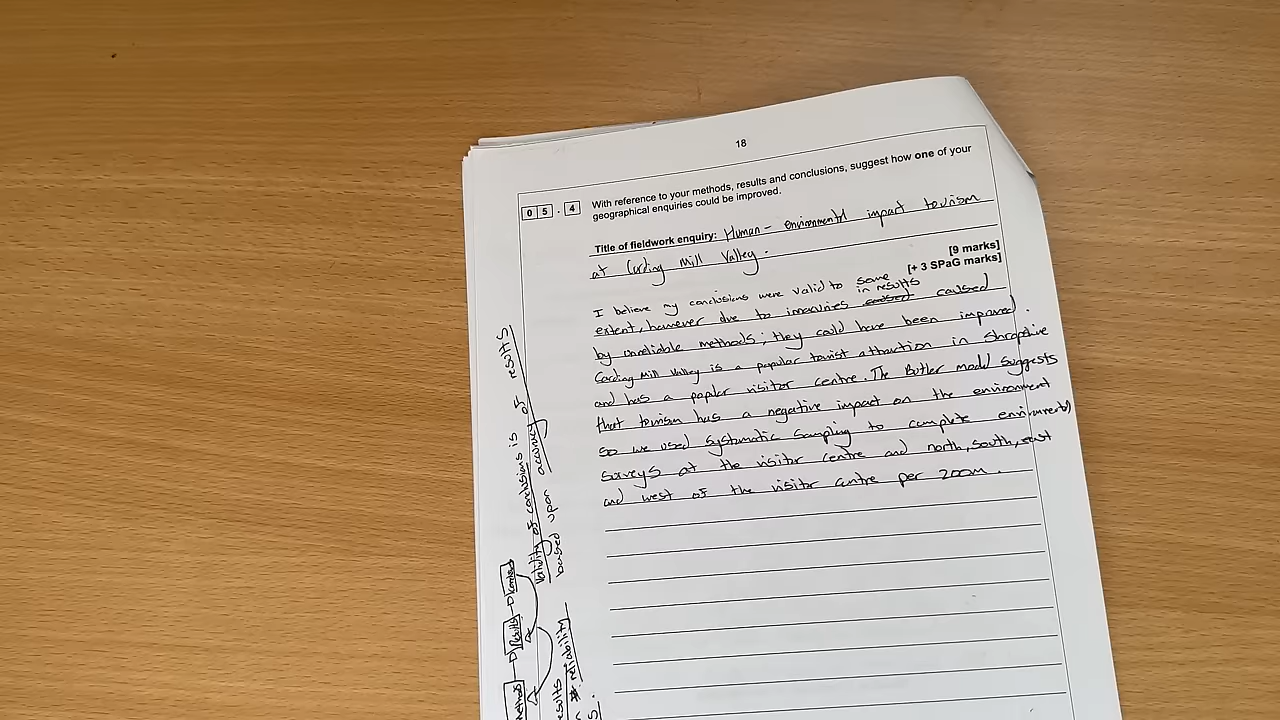 18
0 5 . 4 With reference to your methods, results and conclusions, suggest how one of your
geographical enquiries could be improved.
Title of fieldwork enquiry: Human - environmental impact tourism
at Carding Mill Valley.
[9 marks]
[+ 3 SPaG marks]
I believe my conclusions were valid to some
extent, however due to in results caused
by unreliable methods; they could have been improved.
Carding Mill Valley is a popular tourist attraction in Shropshire
and has a popular visitor centre. The Butler model suggests
that tourism has a negative impact on the environment
so we used systematic sampling to complete environmental
surveys at the visitor centre and north, south, east
and west of the visitor centre per 200m.
Validity of conclusions is
based upon accuracy of results
results
reliability